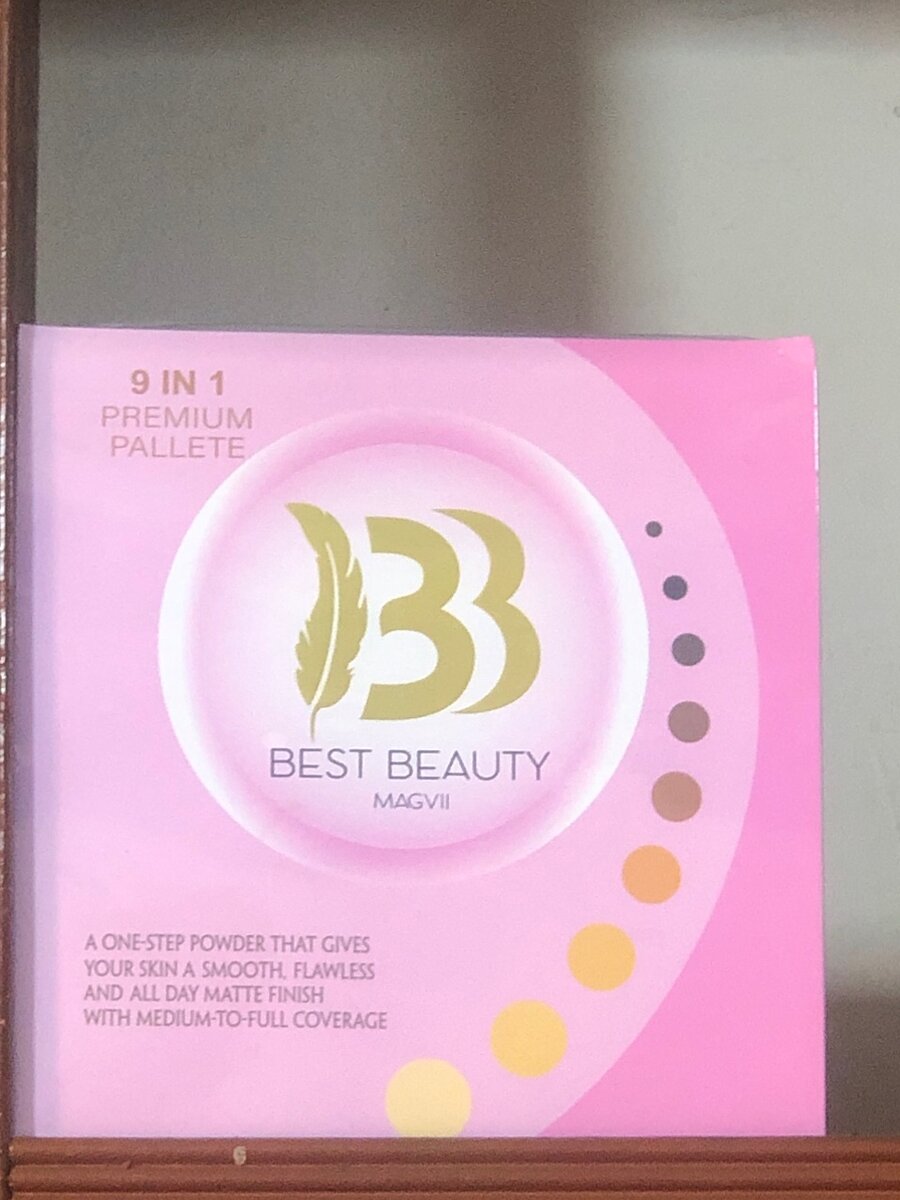 9 IN 1
PREMIUM
PALLETE
BB
BEST BEAUTY
MAGVII
A ONE-STEP POWDER THAT GIVES
YOUR SKIN A SMOOTH, FLAWLESS
AND ALL DAY MATTE FINISH
WITH MEDIUM-TO-FULL COVERAGE